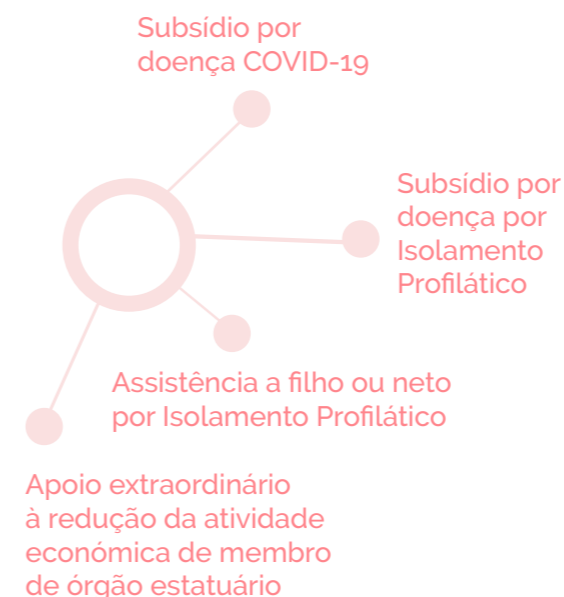 Subsídio por
doença COVID-19
Subsídio por
doença por
Isolamento
Profilático
Assistência a filho ou neto
por Isolamento Profilático
Apoio extraordinário
à redução da atividade
económica de membro
de órgão estatuário